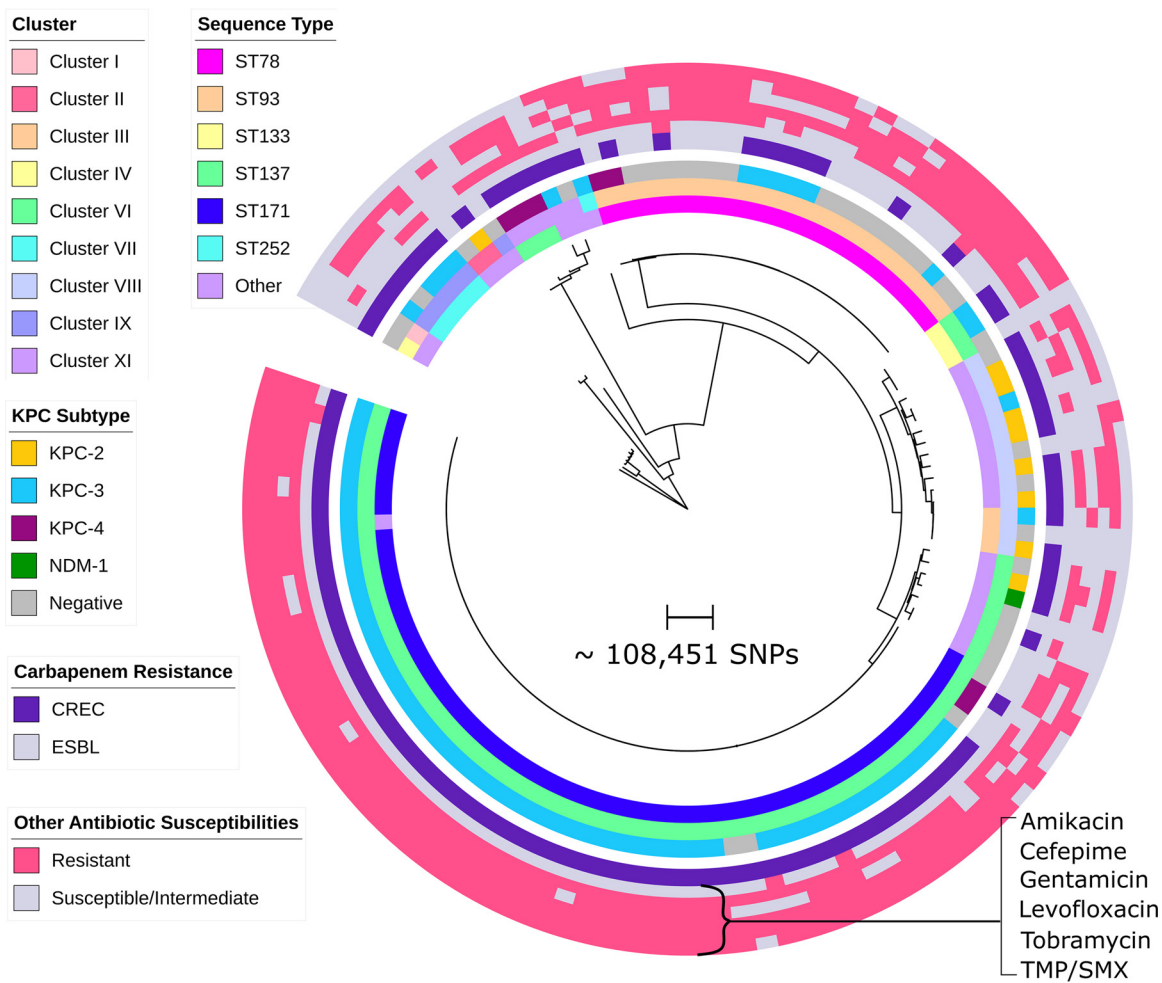 Cluster
Cluster I
Cluster II
Cluster III
Cluster IV
Cluster VI
Cluster VII
Cluster VIII
Cluster IX
Cluster XI
Sequence Type
ST78
ST93
ST133
ST137
ST171
ST252
Other
KPC Subtype
KPC-2
KPC-3
KPC-4
NDM-1
Negative
Carbapenem Resistance
CREC
ESBL
Other Antibiotic Susceptibilities
Resistant
Susceptible/Intermediate
~ 108,451 SNPs
Amikacin
Cefepime
Gentamicin
Levofloxacin
Tobramycin
TMP/SMX